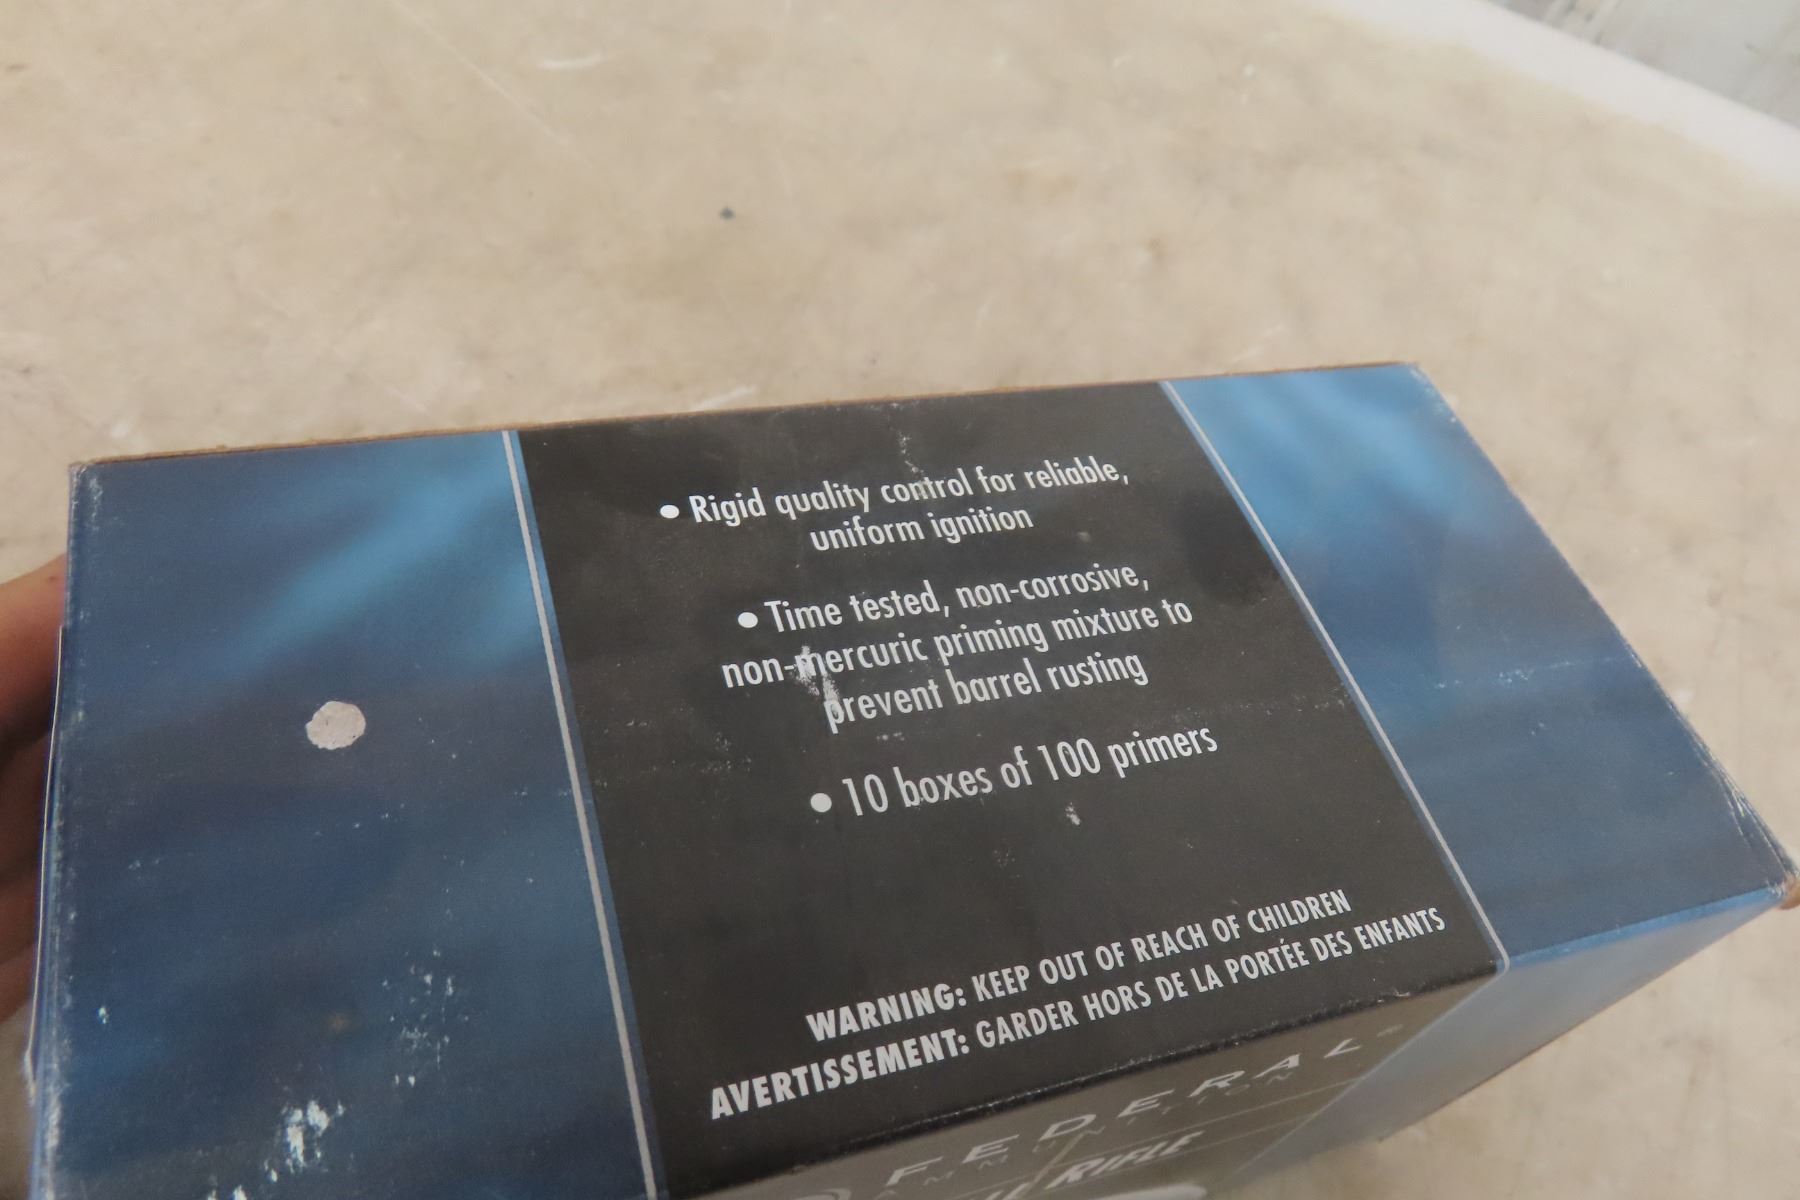 • Rigid quality control for reliable,
uniform ignition
• Time tested, non-corrosive,
non-mercuric priming mixture to
prevent barrel rusting
• 10 boxes of 100 primers
WARNING: KEEP OUT OF REACH OF CHILDREN
AVERTISSEMENT: GARDER HORS DE LA PORTÉE DES ENFANTS
FEDERAL®
AMMUNITION
RIFLE